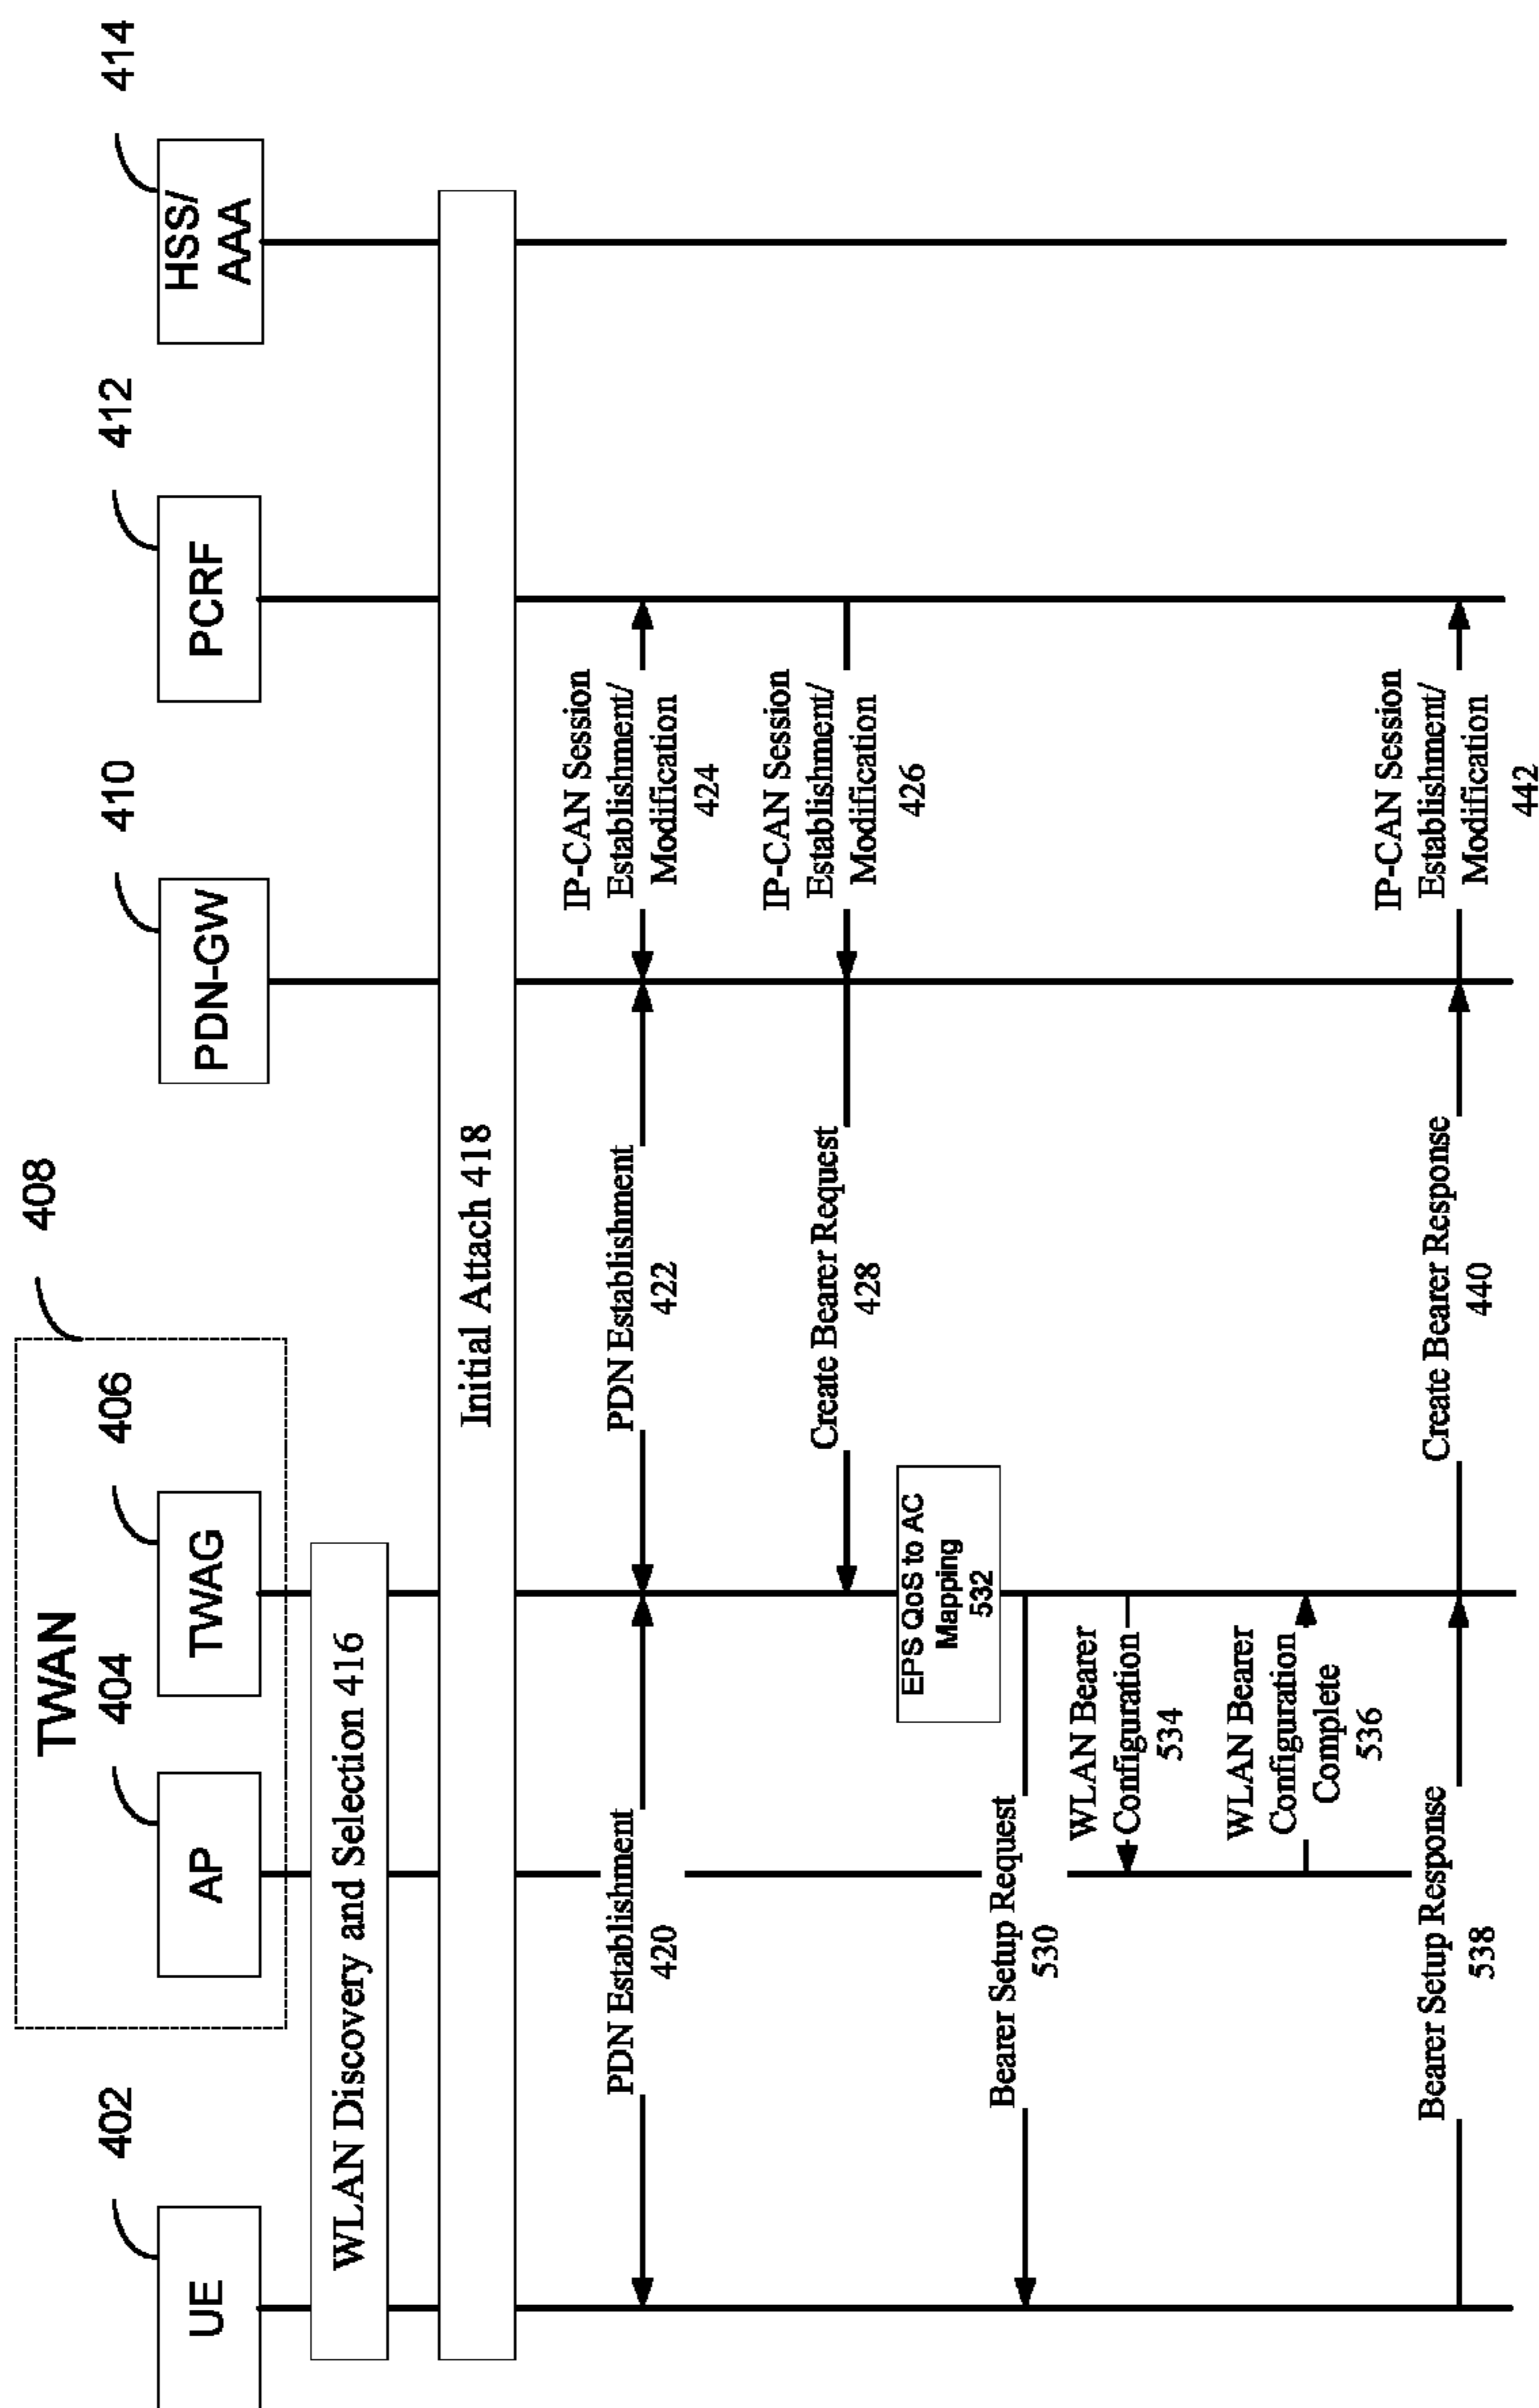 TWAN
408
402
404
406
410
412
414
UE
AP
TWAG
PDN-GW
PCRF
HSS/
AAA
WLAN Discovery and Selection 416
Initial Attach 418
PDN Establishment
420
PDN Establishment
422
IP-CAN Session
Establishment/
Modification
424
IP-CAN Session
Establishment/
Modification
426
Create Bearer Request
428
EPS QoS to AC
Mapping
532
Bearer Setup Request
530
WLAN Bearer
Configuration
534
WLAN Bearer
Configuration
Complete
536
Bearer Setup Response
538
Create Bearer Response
440
IP-CAN Session
Establishment/
Modification
442